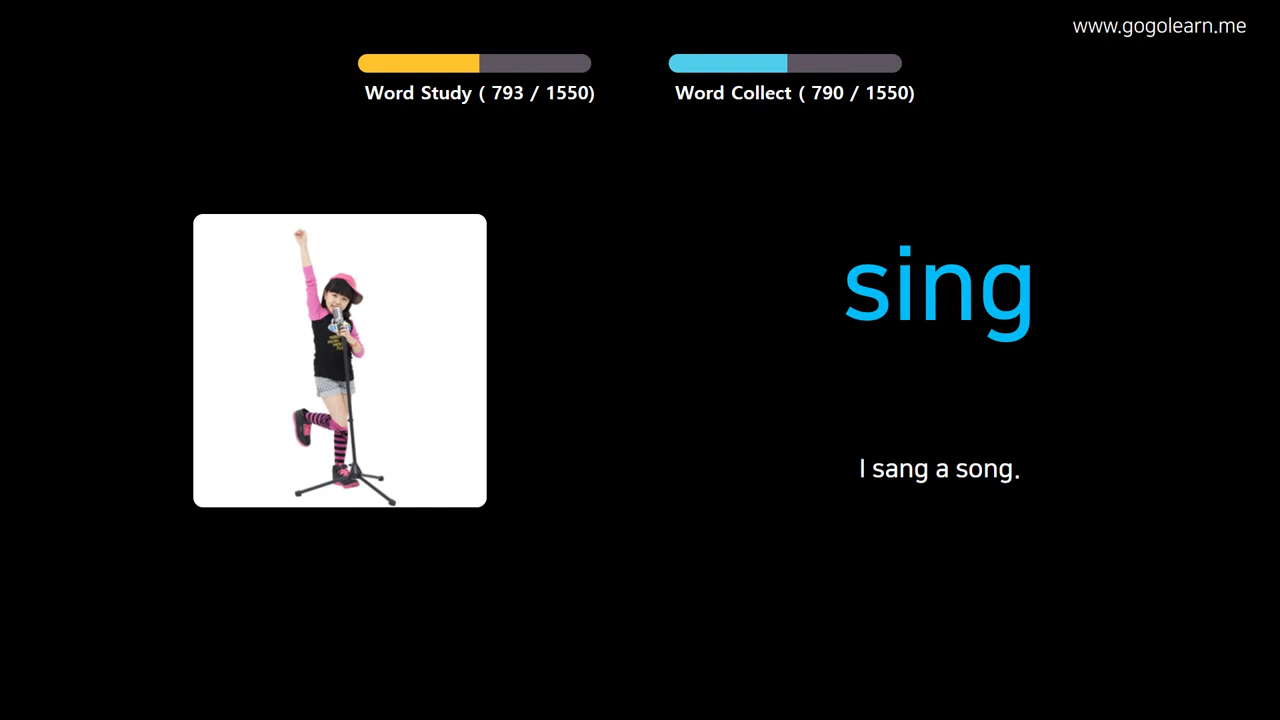 www.gogolearn.me
Word Study ( 793 / 1550)
Word Collect ( 790 / 1550)
sing
I sang a song.